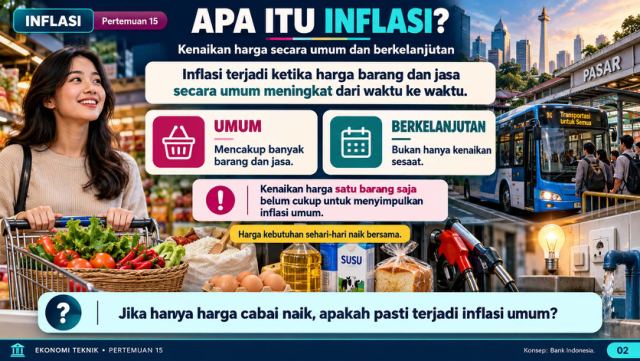 INFLASI
Pertemuan 15
APA ITU INFLASI?
Kenaikan harga secara umum dan berkelanjutan
Inflasi terjadi ketika harga barang dan jasa
secara umum meningkat dari waktu ke waktu.
UMUM
Mencakup banyak
barang dan jasa.
BERKELANJUTAN
Bukan hanya kenaikan
sesaat.
!
Kenaikan harga satu barang saja
belum cukup untuk menyimpulkan
inflasi umum.
Harga kebutuhan sehari-hari naik bersama.
PASAR
Transportasi
untuk Semua
SUSU
?
Jika hanya harga cabai naik, apakah pasti terjadi inflasi umum?
EKONOMI TEKNIK • PERTEMUAN 15
Konsep: Bank Indonesia.
02